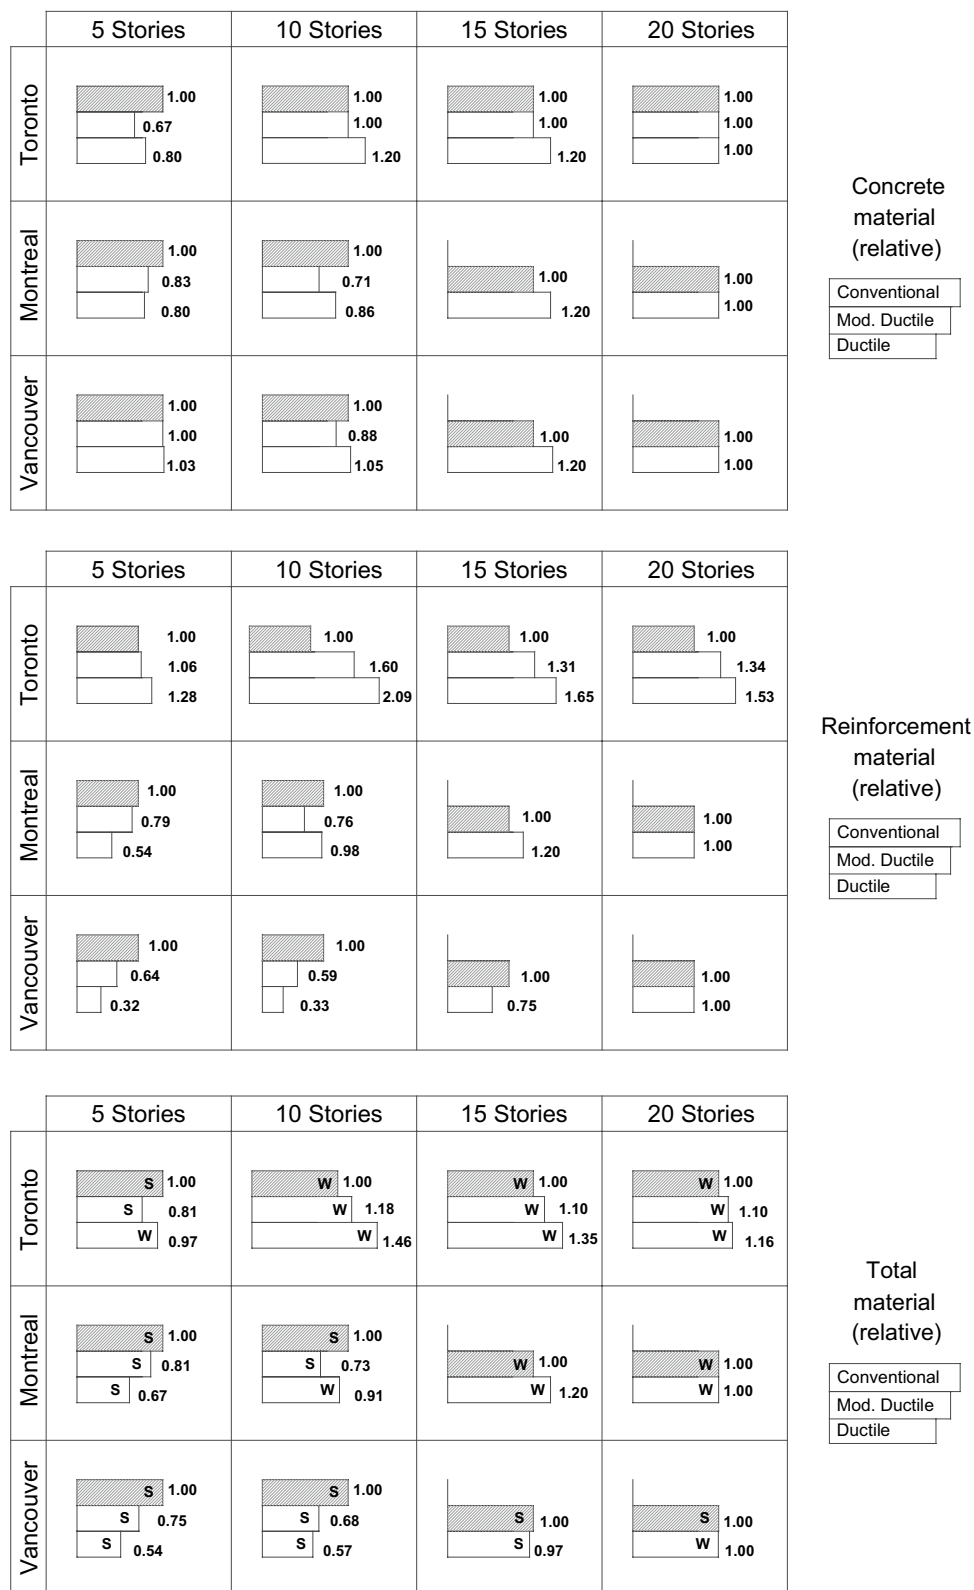 5 Stories 10 Stories 15 Stories 20 Stories
Toronto
1.00 1.00 1.00 1.00
0.67 1.00 1.00 1.00
0.80 1.20 1.20 1.00
Montreal
1.00 1.00
0.83 0.71 1.00 1.00
0.80 0.86 1.20 1.00
Vancouver
1.00 1.00
1.00 0.88 1.00 1.00
1.03 1.05 1.20 1.00
Concrete
material
(relative)
Conventional
Mod. Ductile
Ductile
5 Stories 10 Stories 15 Stories 20 Stories
Toronto
1.00 1.00 1.00 1.00
1.06 1.60 1.31 1.34
1.28 2.09 1.65 1.53
Montreal
1.00 1.00
0.79 0.76 1.00 1.00
0.54 0.98 1.20 1.00
Vancouver
1.00 1.00
0.64 0.59 1.00 1.00
0.32 0.33 0.75 1.00
Reinforcement
material
(relative)
Conventional
Mod. Ductile
Ductile
5 Stories 10 Stories 15 Stories 20 Stories
Toronto
S 1.00 W 1.00 W 1.00 W 1.00
S 0.81 W 1.18 W 1.10 W 1.10
W 0.97 W 1.46 W 1.35 W 1.16
Montreal
S 1.00 S 1.00
S 0.81 S 0.73 W 1.00 W 1.00
S 0.67 W 0.91 W 1.20 W 1.00
Vancouver
S 1.00 S 1.00
S 0.75 S 0.68 S 1.00 S 1.00
S 0.54 S 0.57 S 0.97 W 1.00
Total
material
(relative)
Conventional
Mod. Ductile
Ductile